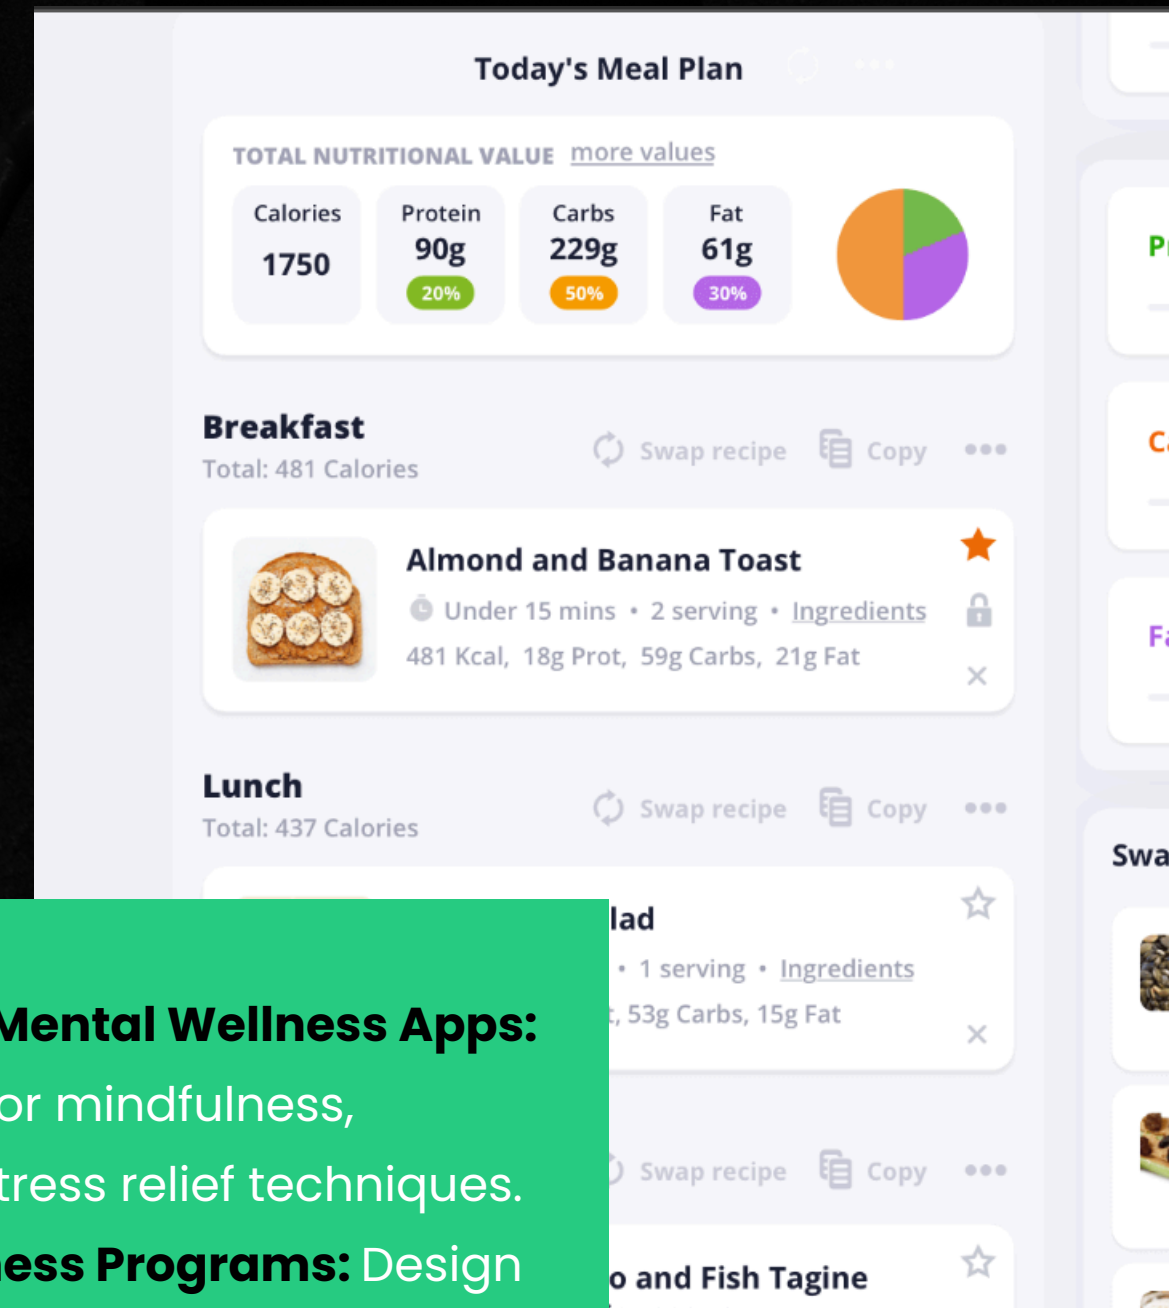 Today's Meal Plan
TOTAL NUTRITIONAL VALUE more values
Calories
1750
Protein
90g
20%
Carbs
229g
50%
Fat
61g
30%
Breakfast
Total: 481 Calories
Swap recipe Copy
Almond and Banana Toast
Under 15 mins • 2 serving • Ingredients
481 Kcal, 18g Prot, 59g Carbs, 21g Fat
Lunch
Total: 437 Calories
Swap recipe Copy
lad
• 1 serving • Ingredients
53g Carbs, 15g Fat
Swap recipe Copy
o and Fish Tagine
Mental Wellness Apps:
or mindfulness,
tress relief techniques.
ness Programs: Design
Swa